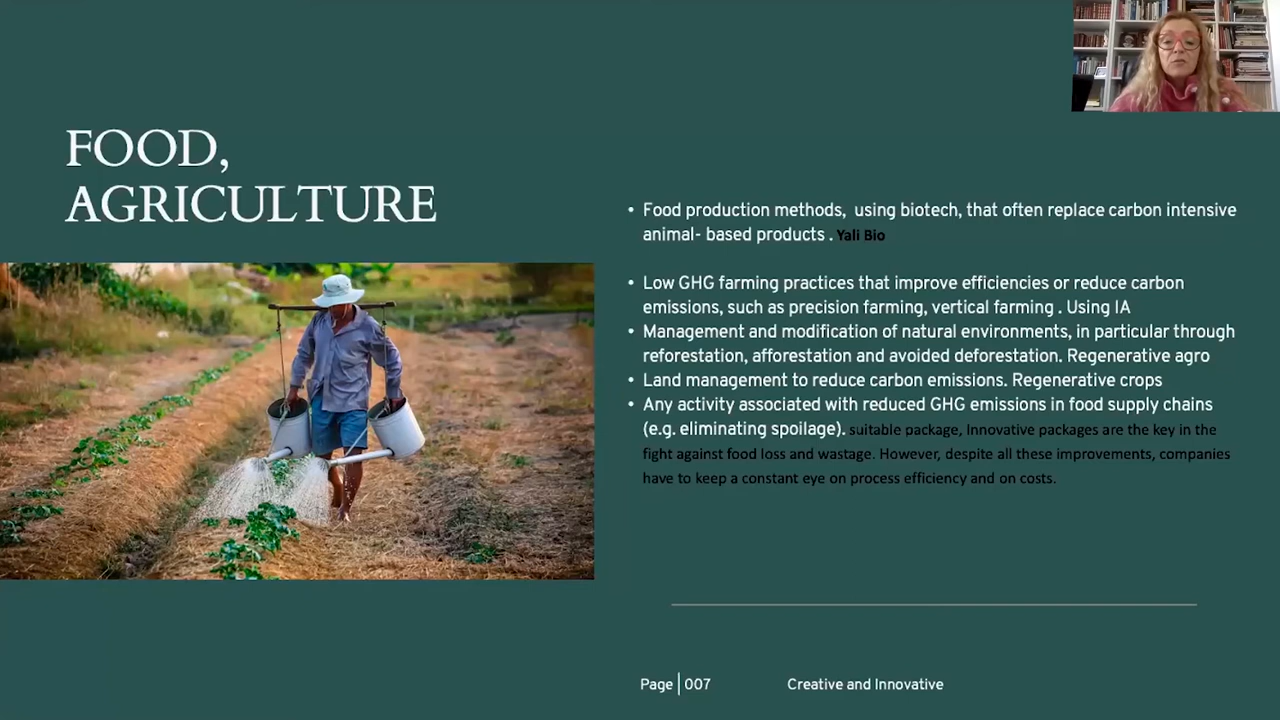 FOOD,
AGRICULTURE
• Food production methods,  using biotech, that often replace carbon intensive
animal- based products . Yali Bio
• Low GHG farming practices that improve efficiencies or reduce carbon
emissions, such as precision farming, vertical farming . Using IA
• Management and modification of natural environments, in particular through
reforestation, afforestation and avoided deforestation. Regenerative agro
• Land management to reduce carbon emissions. Regenerative crops
• Any activity associated with reduced GHG emissions in food supply chains
(e.g. eliminating spoilage). suitable package, Innovative packages are the key in the
fight against food loss and wastage. However, despite all these improvements, companies
have to keep a constant eye on process efficiency and on costs.
Page | 007 Creative and Innovative